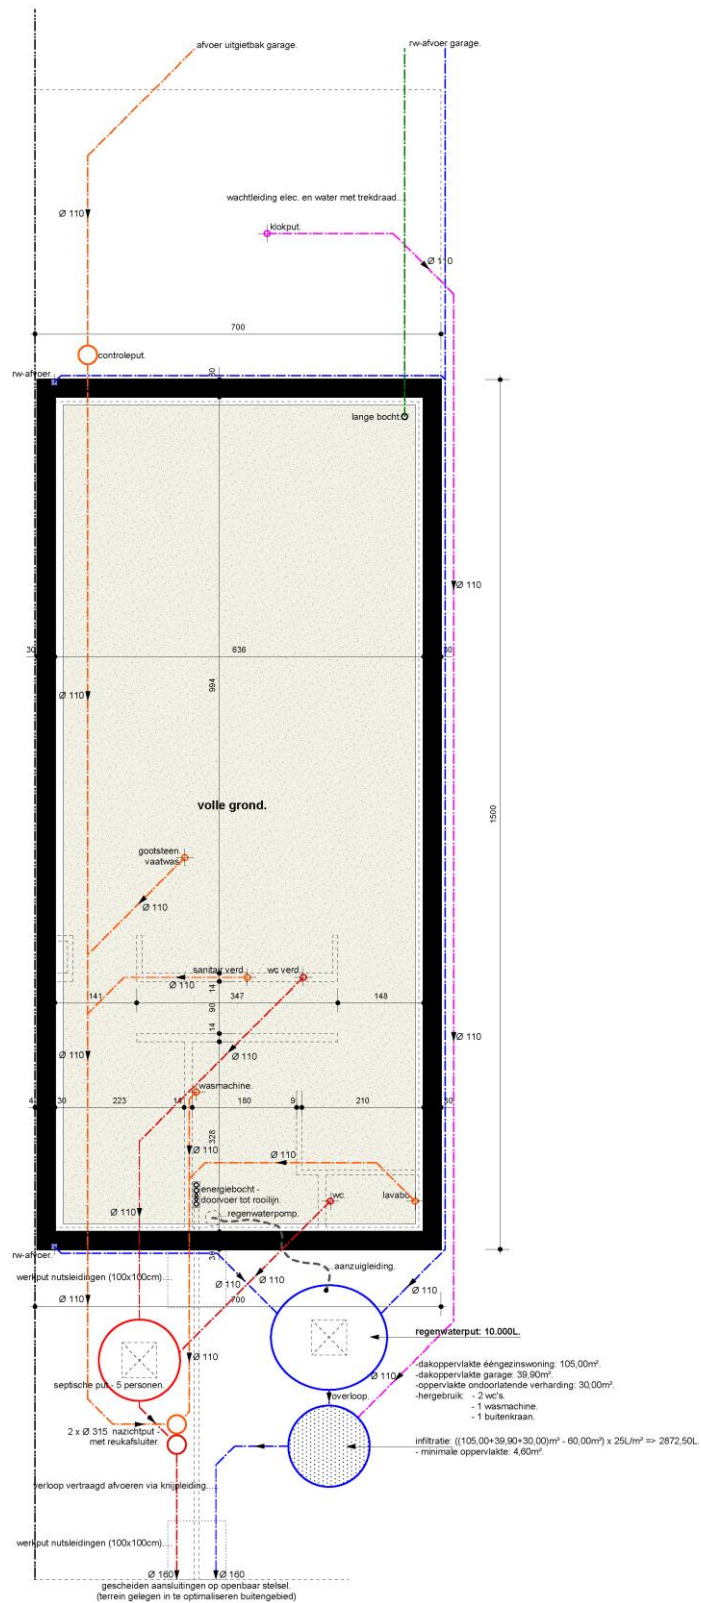 afvoer uitgietbak garage.
rw-afvoer garage.
wachtleiding elec. en water met trekdraad....
Ø 110
klokput.
Ø 110
700
controleput.
rw-afvoer.
30
lange bocht.
Ø 110
30
636
30
994
Ø 110
volle grond.
1500
gootsteen.
vaatwas.
Ø 110
sanitair verd.
wc verd.
Ø 110
14
141
347
148
90
14
Ø 110
Ø 110
Ø 110
wasmachine.
4
30
223
14
180
9
210
30
328
Ø 110
Ø 110
energiebocht -
doorvoer tot rooilijn.
wc.
lavabo.
Ø 110
regenwaterpomp.
rw-afvoer.
30
aanzuigleiding.
werkput nutsleidingen (100x100cm)....
Ø 110
Ø 110
Ø 110
Ø 110
700
regenwaterput: 10.000L.
Ø 110
-dakoppervlakte ééngezinswoning: 105,00m².
-dakoppervlakte garage: 39,90m².
Ø 110
-oppervlakte ondoorlatende verharding: 30,00m².
septische put - 5 personen.
-hergebruik: - 2 wc's.
overloop.
- 1 wasmachine.
- 1 buitenkraan.
2 x Ø 315 nazichtput -
met reukafsluiter.
infiltratie: ((105,00+39,90+30,00)m² - 60,00m²) x 25L/m² => 2872,50L.
- minimale oppervlakte: 4,60m².
verloop vertraagd afvoeren via knijpleiding....
werkput nutsleidingen (100x100cm)....
Ø 160
Ø 160
gescheiden aansluitingen op openbaar stelsel.
(terrein gelegen in te optimaliseren buitengebied)